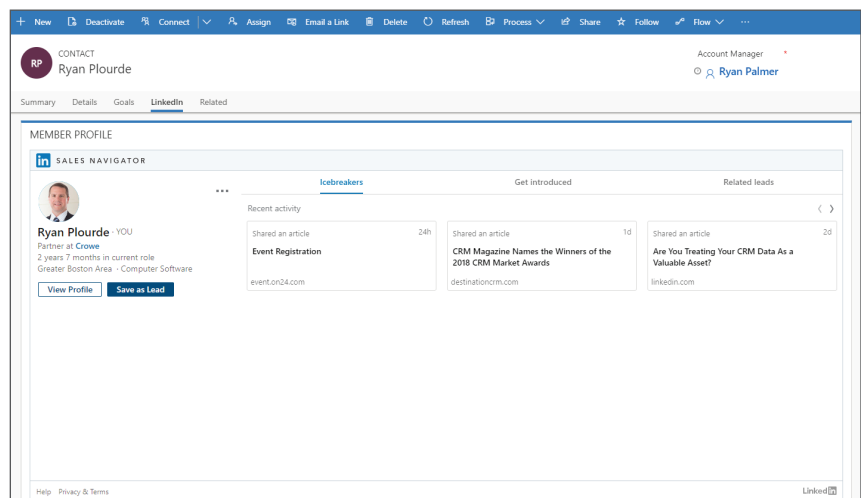 New Deactivate Connect Assign Email a Link Delete Refresh Process Share Follow Flow ...
RP
CONTACT
Ryan Plourde
Account Manager *
Ryan Palmer
Summary Details Goals LinkedIn Related
MEMBER PROFILE
in SALES NAVIGATOR
...
Ryan Plourde · YOU
Partner at Crowe
2 years 7 months in current role
Greater Boston Area · Computer Software
View Profile Save as Lead
Icebreakers Get introduced Related leads
Recent activity
Shared an article 24h
Event Registration
event.on24.com
Shared an article 1d
CRM Magazine Names the Winners of the
2018 CRM Market Awards
destinationcrm.com
Shared an article 2d
Are You Treating Your CRM Data As a
Valuable Asset?
linkedin.com
Help Privacy & Terms
Linked in